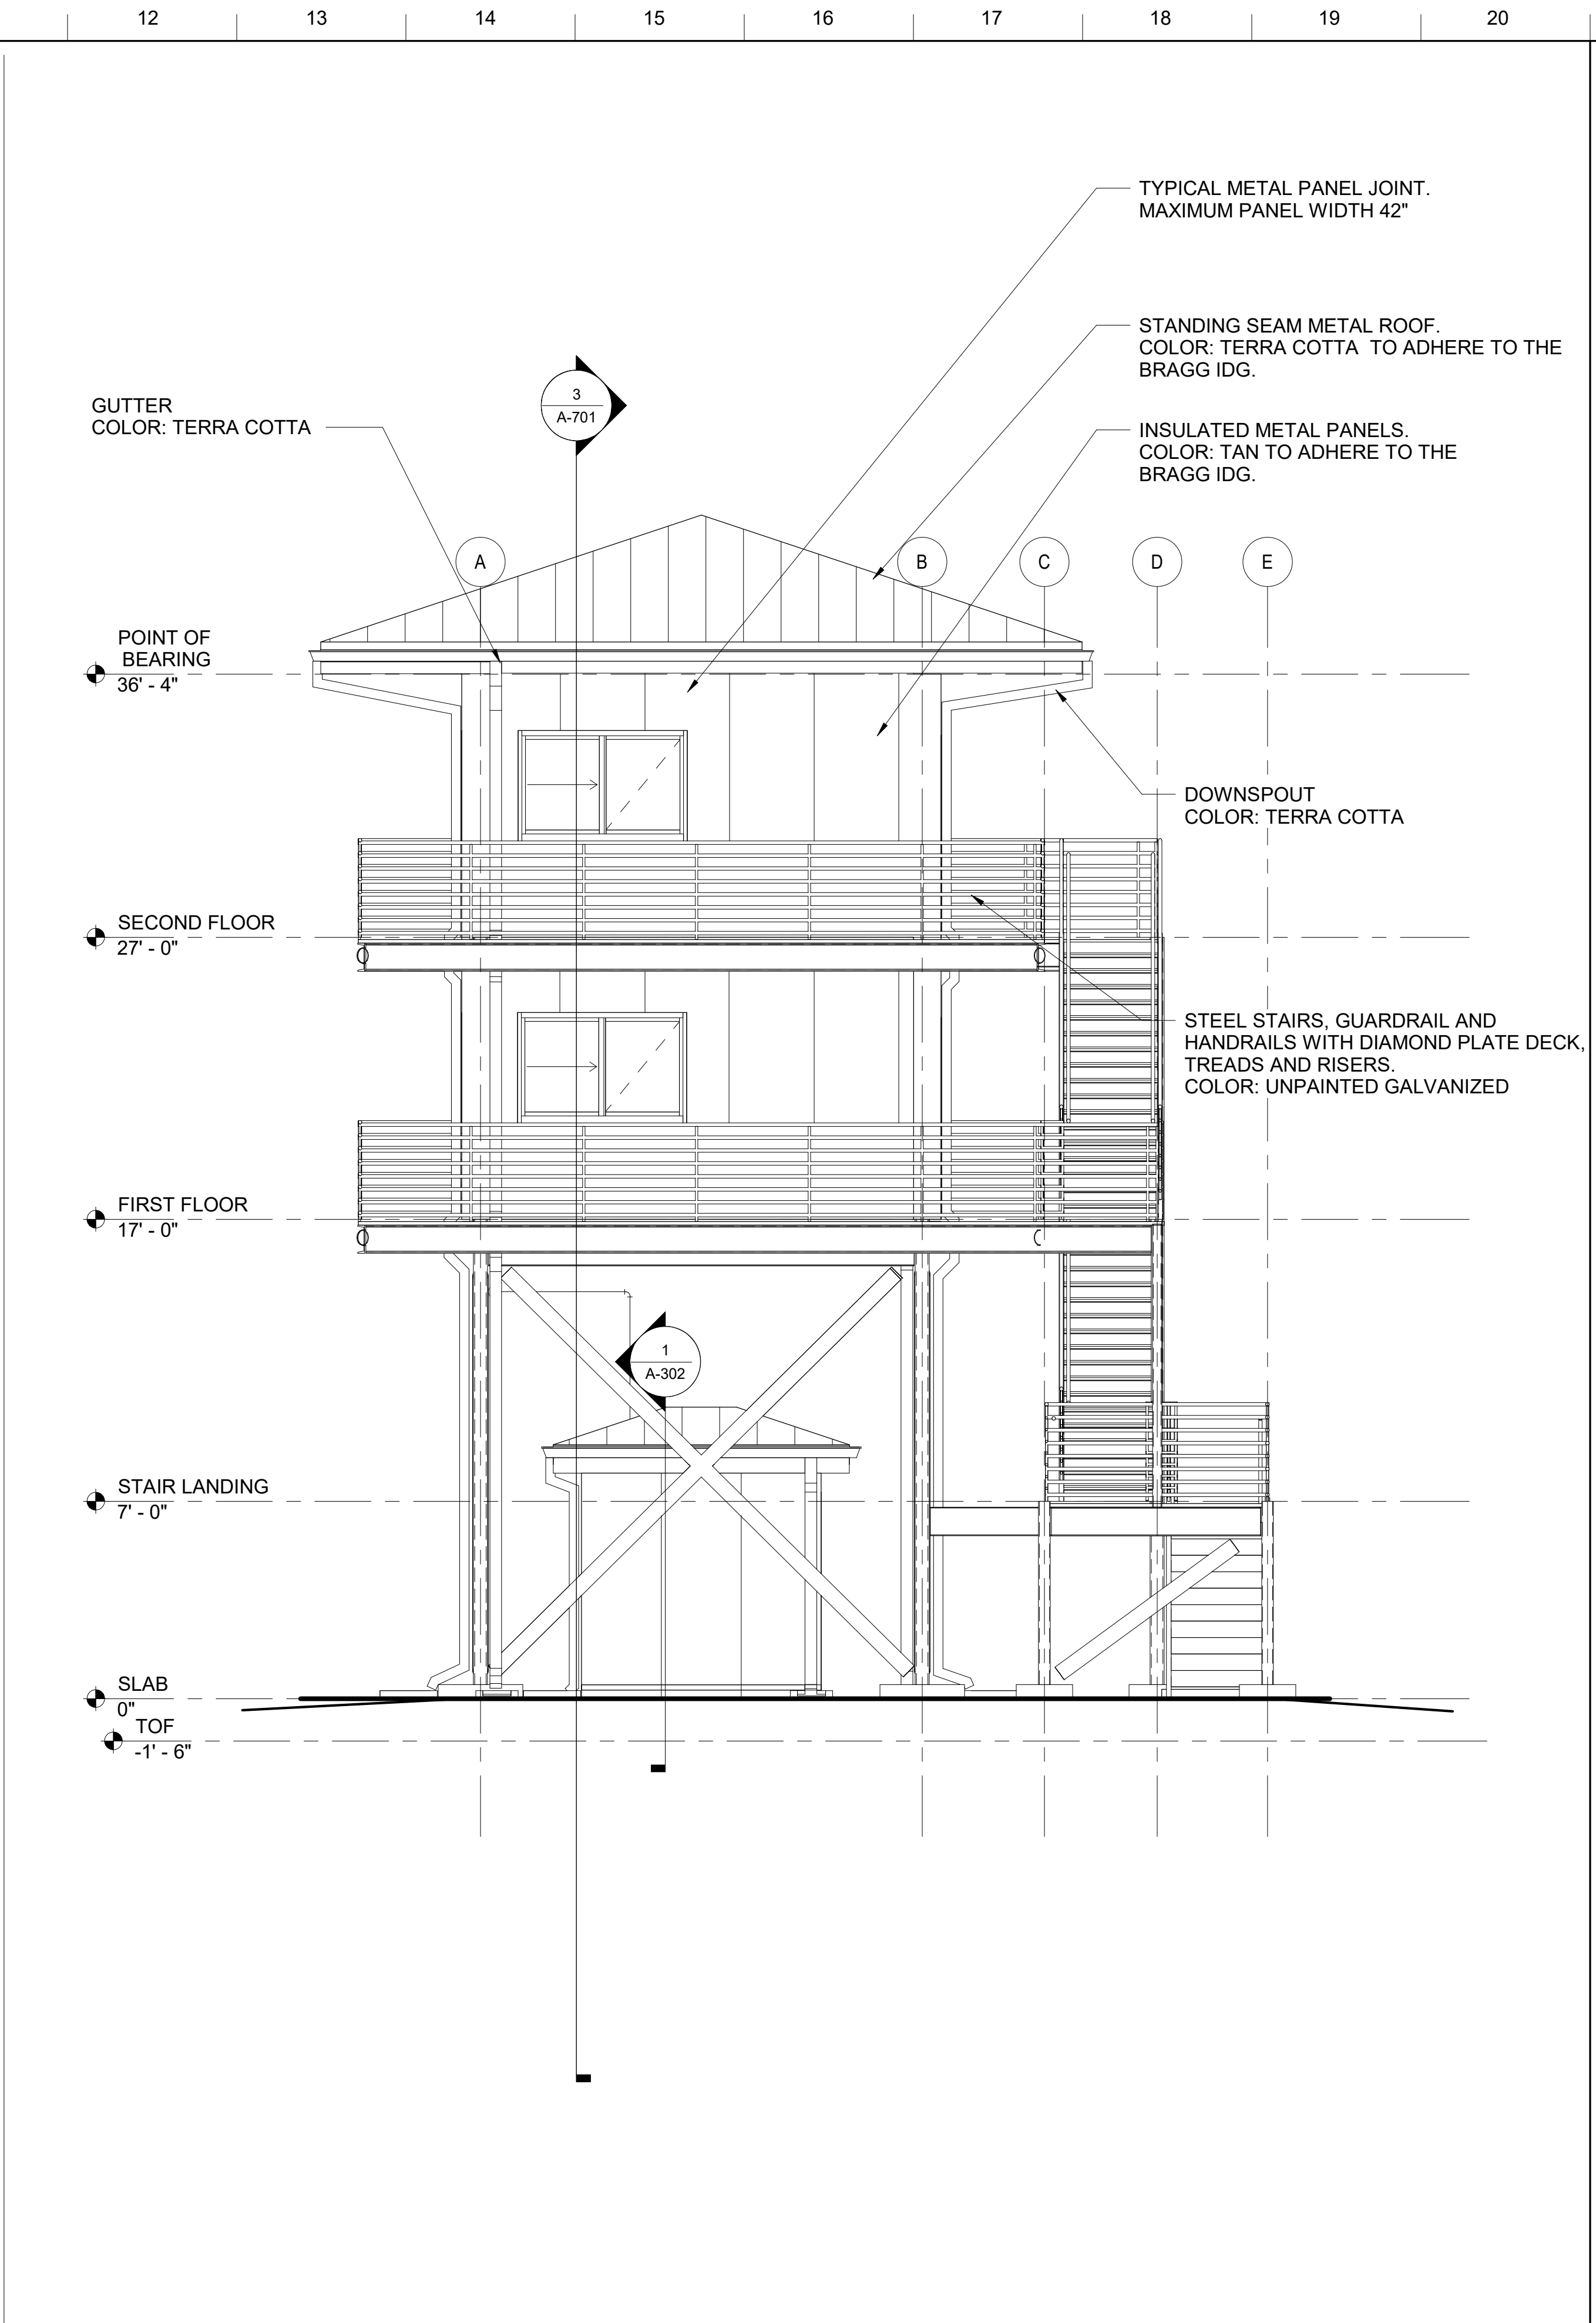 12 13 14 15 16 17 18 19 20
TYPICAL METAL PANEL JOINT.
MAXIMUM PANEL WIDTH 42"
STANDING SEAM METAL ROOF.
COLOR: TERRA COTTA  TO ADHERE TO THE
BRAGG IDG.
3
A-701
GUTTER
COLOR: TERRA COTTA
INSULATED METAL PANELS.
COLOR: TAN TO ADHERE TO THE
BRAGG IDG.
A B C D E
POINT OF
BEARING
36' - 4"
DOWNSPOUT
COLOR: TERRA COTTA
SECOND FLOOR
27' - 0"
STEEL STAIRS, GUARDRAIL AND
HANDRAILS WITH DIAMOND PLATE DECK,
TREADS AND RISERS.
COLOR: UNPAINTED GALVANIZED
FIRST FLOOR
17' - 0"
1
A-302
STAIR LANDING
7' - 0"
SLAB
0"
TOF
-1' - 6"